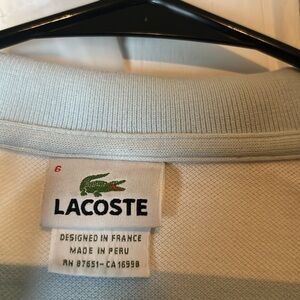 6
LACOSTE
DESIGNED IN FRANCE
MADE IN PERU
RN 87651-CA 16998